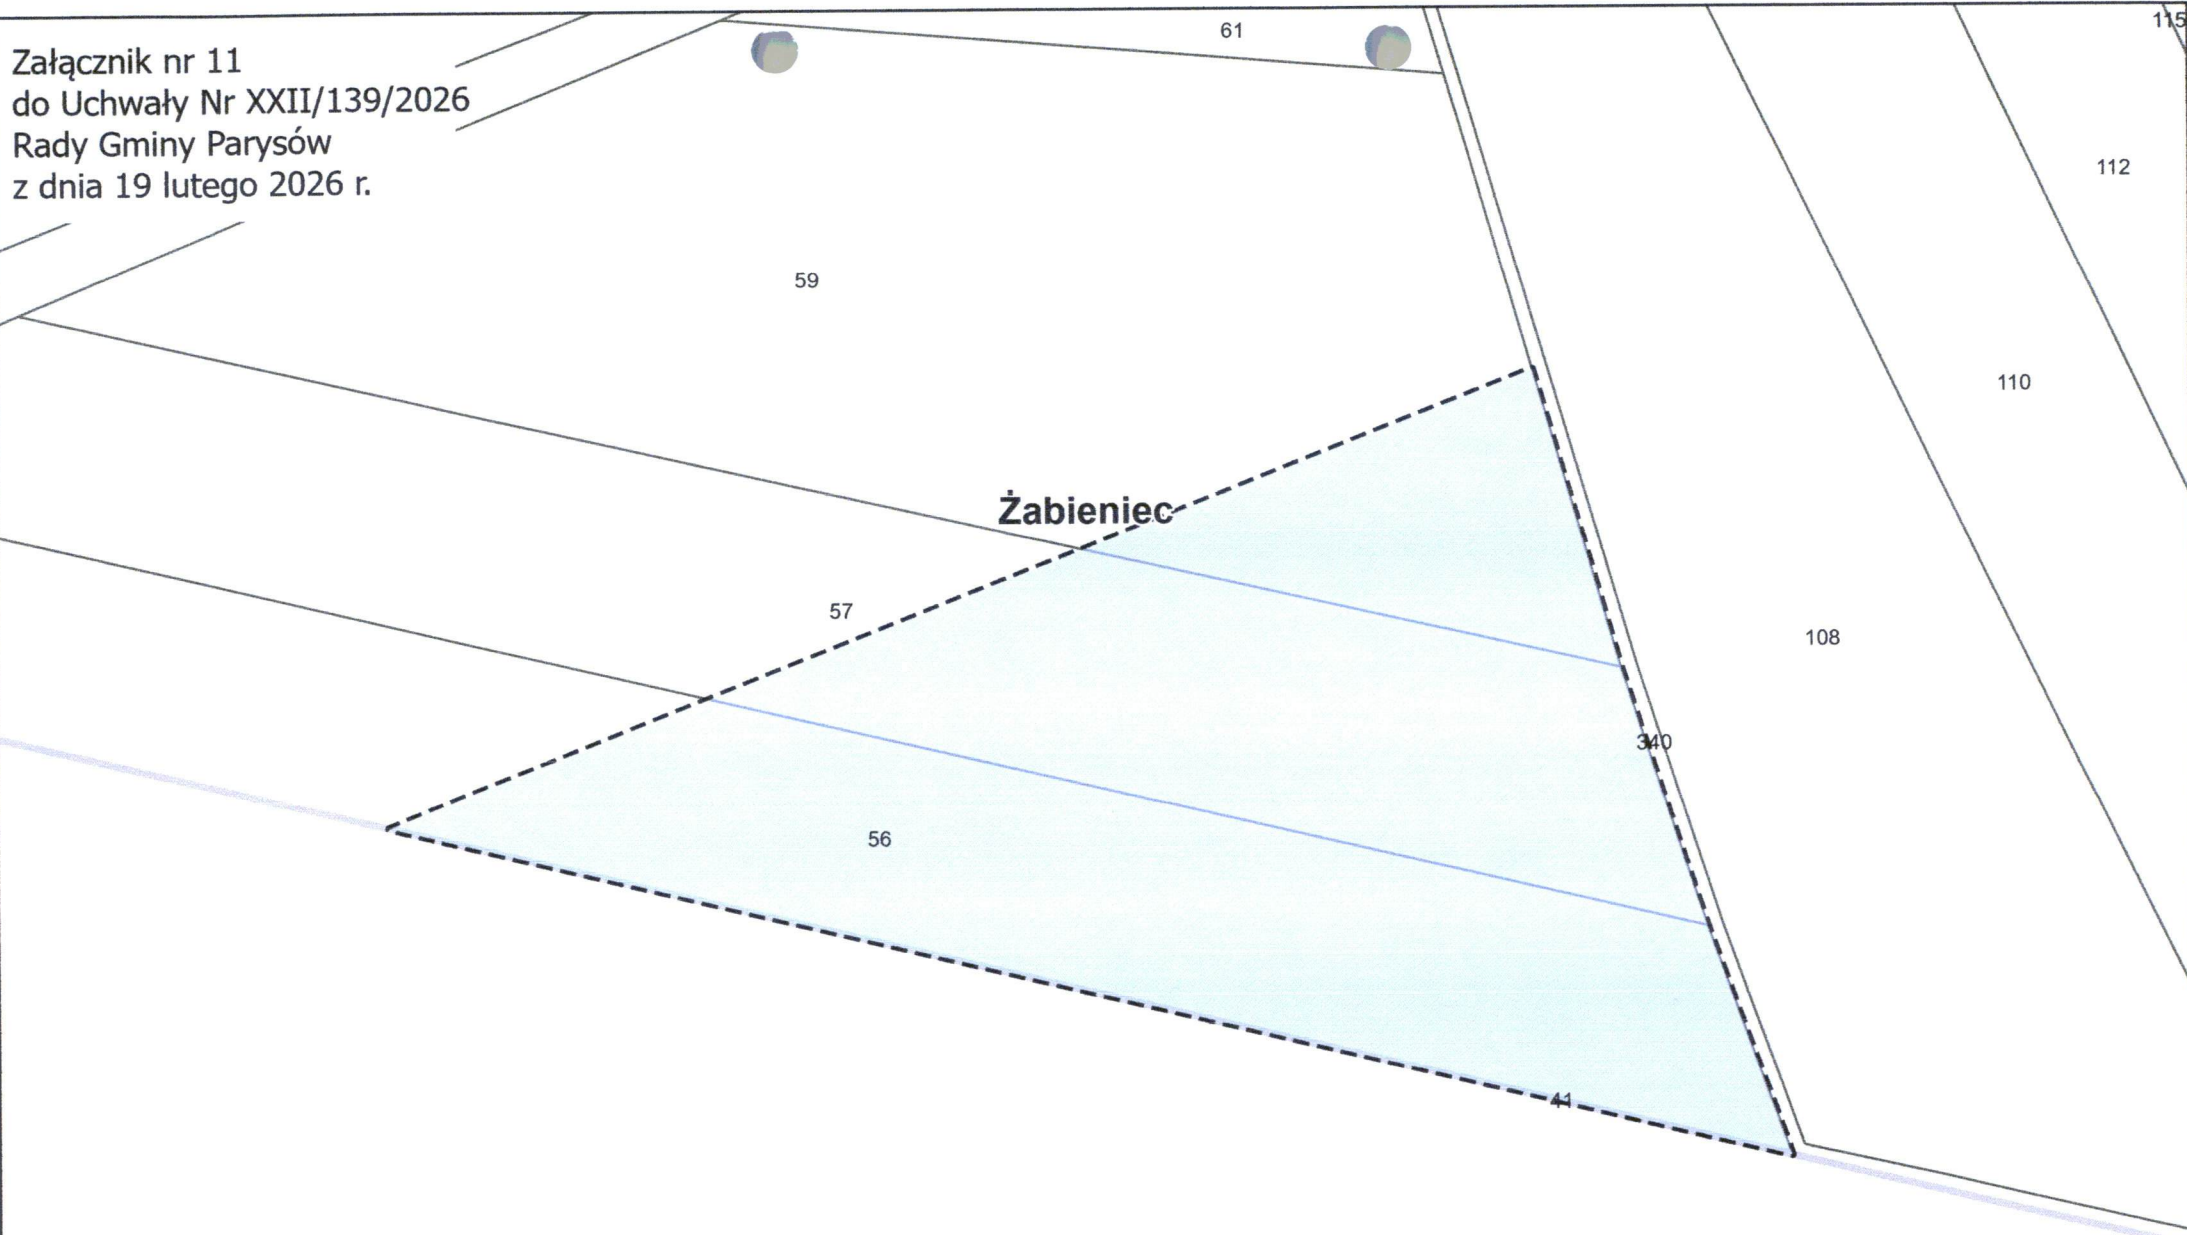 Załącznik nr 11
do Uchwały Nr XXII/139/2026
Rady Gminy Parysów
z dnia 19 lutego 2026 r.
61
115
112
59
110
Żabieniec
57
108
340
56
41